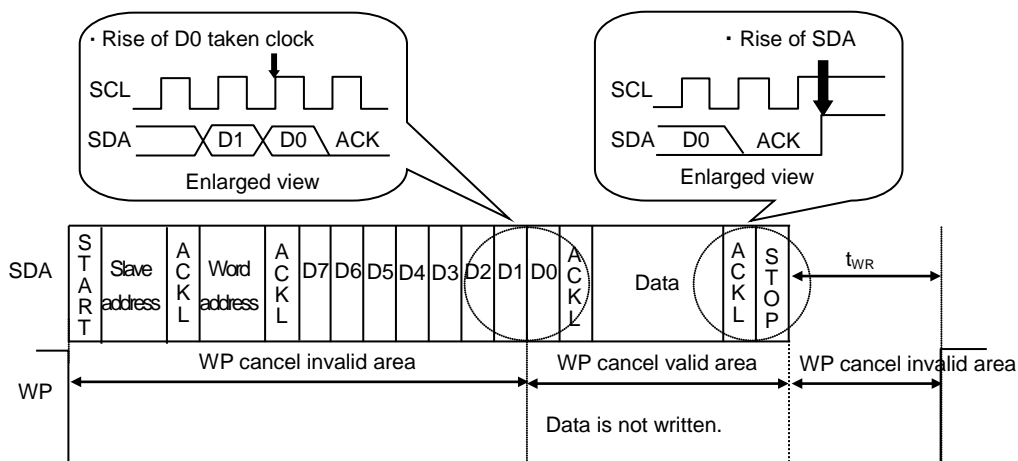 ・Rise of D0 taken clock
SCL
SDA D1 D0 ACK
Enlarged view
・Rise of SDA
SCL
SDA D0 ACK
Enlarged view
SDA
START
Slave
address
ACKL
Word
address
ACKL
D7 D6 D5 D4 D3 D2 D1 D0
ACKL
Data
ACKL
STOP
tWR
WP
WP cancel invalid area
WP cancel valid area
WP cancel invalid area
Data is not written.